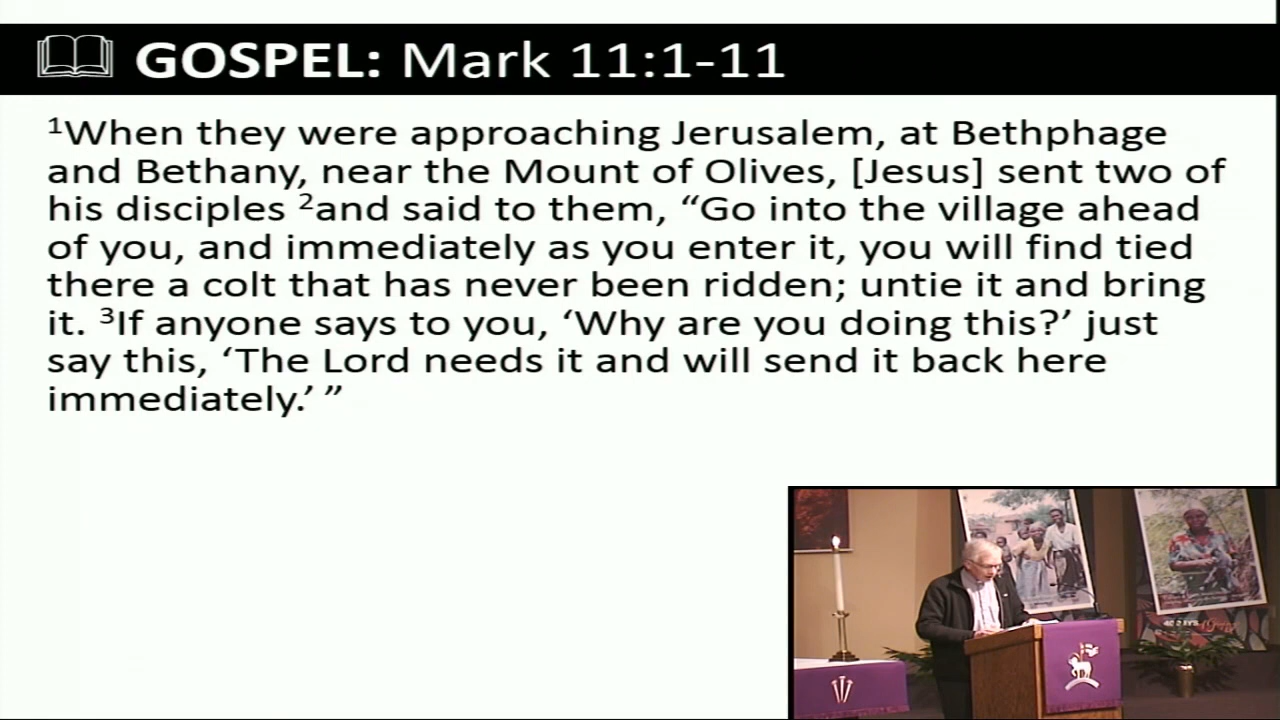 GOSPEL: Mark 11:1-11
¹When they were approaching Jerusalem, at Bethphage
and Bethany, near the Mount of Olives, [Jesus] sent two of
his disciples ²and said to them, “Go into the village ahead
of you, and immediately as you enter it, you will find tied
there a colt that has never been ridden; untie it and bring
it. ³If anyone says to you, ‘Why are you doing this?’ just
say this, ‘The Lord needs it and will send it back here
immediately.’ ”